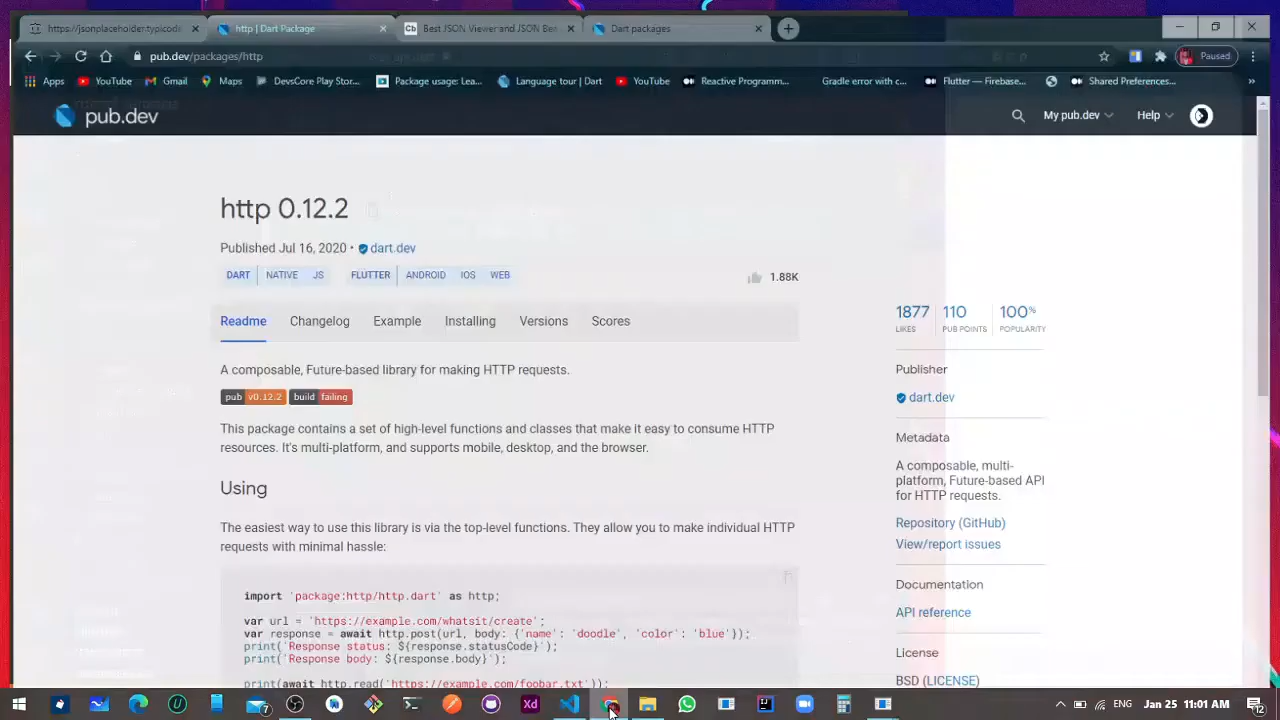 https://jsonplaceholder.typicode
http | Dart Package
Best JSON Viewer and JSON Be
Dart packages
pub.dev/packages/http
Paused
Apps
YouTube
Gmail
Maps
DevsCore Play Stor...
Package usage: Lea...
Language tour | Dart
YouTube
Reactive Programm...
Gradle error with c...
Flutter — Firebase...
Shared Preferences...
»
pub.dev
My pub.dev
Help
http 0.12.2
Published Jul 16, 2020 • dart.dev
DART NATIVE JS FLUTTER ANDROID IOS WEB
1.88K
Readme Changelog Example Installing Versions Scores
A composable, Future-based library for making HTTP requests.
pub v0.12.2 build failing
This package contains a set of high-level functions and classes that make it easy to consume HTTP
resources. It's multi-platform, and supports mobile, desktop, and the browser.
Using
The easiest way to use this library is via the top-level functions. They allow you to make individual HTTP
requests with minimal hassle:
import 'package:http/http.dart' as http;
var url = 'https://example.com/whatsit/create';
var response = await http.post(url, body: {'name': 'doodle', 'color': 'blue'});
print('Response status: ${response.statusCode}');
print('Response body: ${response.body}');
print(await http.read('https://example.com/foobar.txt'));
1877 110 100%
LIKES PUB POINTS POPULARITY
Publisher
dart.dev
Metadata
A composable, multi-
platform, Future-based API
for HTTP requests.
Repository (GitHub)
View/report issues
Documentation
API reference
License
BSD (LICENSE)
Xd
ENG
Jan 25 11:01 AM